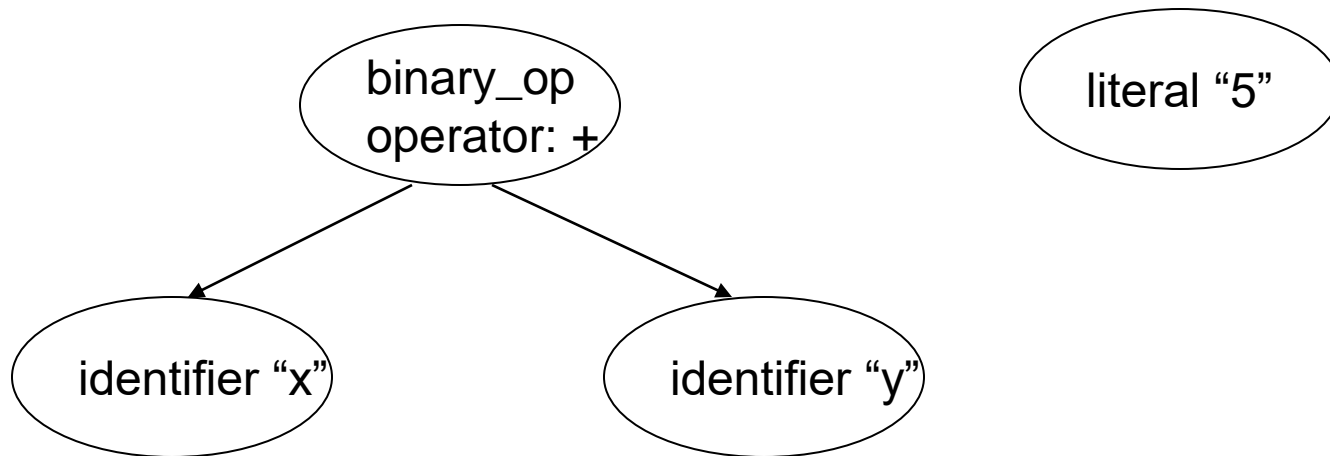 binary_op
operator: +
literal “5”
identifier “x”
identifier “y”